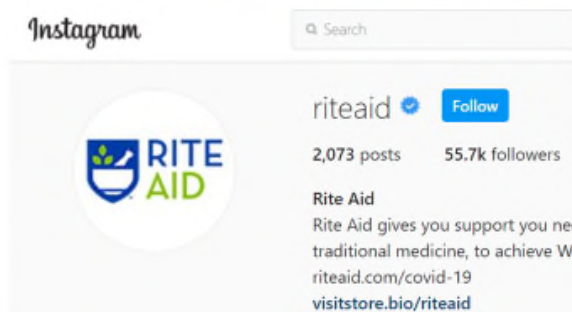 Instagram
Search
riteaid Follow
2,073 posts 55.7k followers
RITE
AID
Rite Aid
Rite Aid gives you support you
traditional medicine, to achieve
riteaid.com/covid-19
visitstore.bio/riteaid